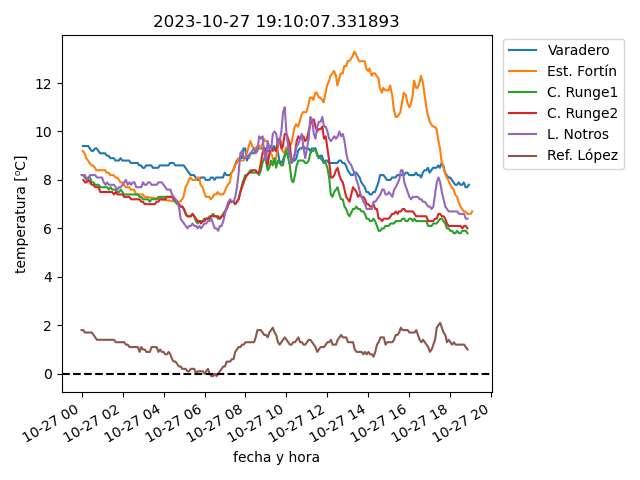 2023-10-27 19:10:07.331893
temperatura [ºC]
12
10
8
6
4
2
0
10-27 00
10-27 02
10-27 04
10-27 06
10-27 08
10-27 10
10-27 12
10-27 14
10-27 16
10-27 18
10-27 20
fecha y hora
Varadero
Est. Fortín
C. Runge1
C. Runge2
L. Notros
Ref. López